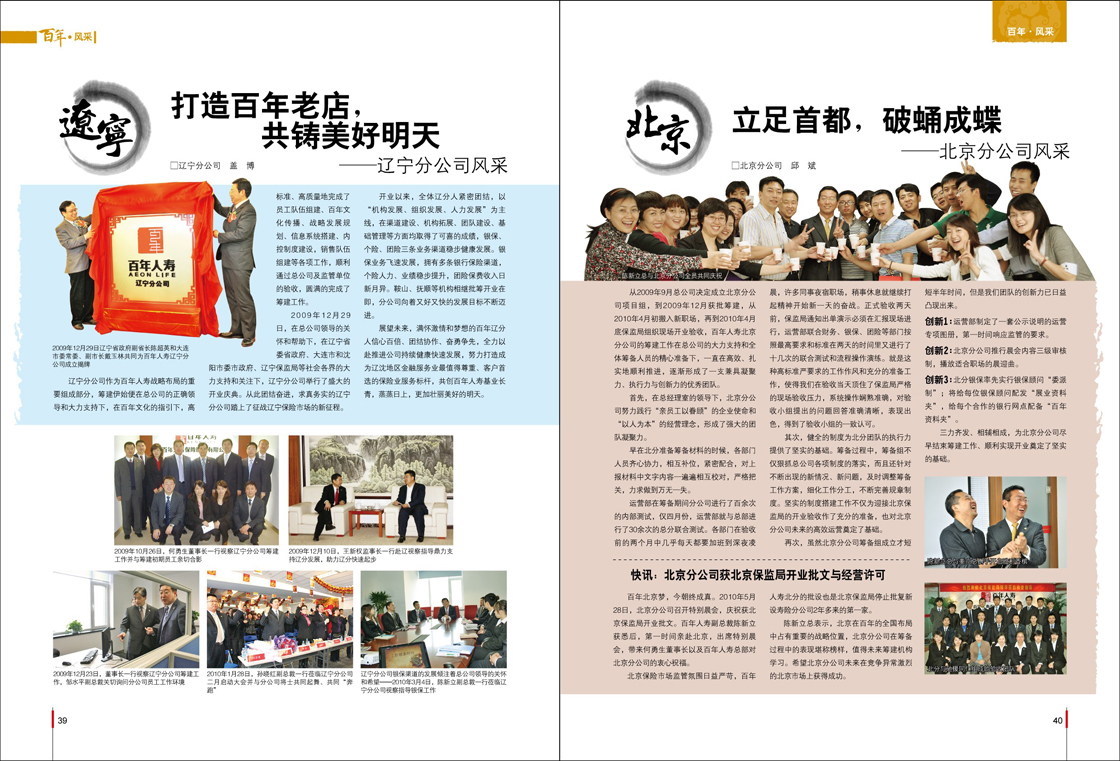 百年·风采
遼寧
打造百年老店，
共铸美好明天
——辽宁分公司风采
□辽宁分公司 盖 博
百年人寿
AEON LIFE
辽宁分公司
2009年12月29日辽宁省政府副省长陈超英和大连
市委常委、副市长戴玉林共同为百年人寿辽宁分
公司成立揭牌
辽宁分公司作为百年人寿战略布局的重
要组成部分，筹建伊始便在总公司的正确领
导和大力支持下，在百年文化的指引下，高
标准、高质量地完成了
员工队伍组建、百年文
化传播、战略发展规
划、信息系统搭建、内
控制度建设，销售队伍
组建等各项工作，顺利
通过总公司及监管单位
的验收，圆满的完成了
筹建工作。
2009年12月29
日，在总公司领导的关
怀和帮助下，在辽宁省
委省政府、大连市和沈
阳市委市政府、辽宁保监局等社会各界的大
力支持和关注下，辽宁分公司举行了盛大的
开业庆典。从此团结奋进，求真务实的辽宁
分公司踏上了征战辽宁保险市场的新征程。
开业以来，全体辽分人紧密团结，以
“机构发展、组织发展、人力发展”为主
线，在渠道建设、机构拓展、团队建设、基
础管理等方面均取得了可喜的成绩，银保、
个险、团险三条业务渠道稳步健康发展。银
保业务飞速发展，拥有多条银行保险渠道，
个险人力、业绩稳步提升，团险保费收入日
新月异。鞍山、抚顺等机构相继批筹开业在
即，分公司向着又好又快的发展目标不断迈
进。
展望未来，满怀激情和梦想的百年辽分
人信心百倍、团结协作、奋勇争先，全力以
赴推进公司持续健康快速发展，努力打造成
为辽沈地区金融服务业最值得尊重、客户首
选的保险业服务标杆，共创百年人寿基业长
青，蒸蒸日上，更加壮丽美好的明天。
2009年10月26日，何勇生董事长一行视察辽宁分公司筹建
工作并与筹建初期员工亲切合影
2009年12月10日，王新权监事长一行赴辽视察指导鼎力支
持辽分发展，助力辽分快速起步
2009年12月23日，董事长一行视察辽宁分公司筹建工
作，邹水平副总裁关切询问分公司员工工作环境
2010年1月28日，孙晓红副总裁一行莅临辽宁分公司
二月启动大会并与分公司将士共同起舞、共同“奔
跑”
辽宁分公司银保渠道的发展倾注着总公司领导的关怀
和希望——2010年3月4日，陈新立副总裁一行莅临辽
宁分公司视察指导银保工作
39
百年·风采
北京
立足首都，破蛹成蝶
——北京分公司风采
□北京分公司 邱 斌
陈新立总与北京分公司全员共同庆祝
从2009年9月总公司决定成立北京分公
司项目组，到2009年12月获批筹建，从
2010年4月初搬入新职场，再到2010年4月
底保监局组织现场开业验收，百年人寿北京
分公司的筹建工作在总公司的大力支持和全
体筹备人员的精心准备下，一直在高效、扎
实地顺利推进，逐渐形成了一支兼具凝聚
力、执行力与创新力的优秀团队。
首先，在总经理室的领导下，北京分公
司努力践行“亲员工以眷顾”的企业使命和
“以人为本”的经营理念，形成了强大的团
队凝聚力。
早在北分准备筹备材料的时候，各部门
人员齐心协力，相互补位，紧密配合，对上
报材料中文字内容一遍遍相互校对，严格把
关，力求做到万无一失。
运营部在筹备期间分公司进行了百余次
的内部测试，仅四月份，运营部就与总部进
行了30余次的总分联合测试。各部门在验收
前的两个月中几乎每天都要加班到深夜凌
晨，许多同事夜宿职场，稍事休息就继续打
起精神开始新一天的奋战。正式验收两天
前，保监局通知出单演示必须在汇报现场进
行，运营部联合财务、银保、团险等部门按
照最高要求和标准在两天的时间里又进行了
十几次的联合测试和流程操作演练。就是这
种高标准严要求的工作作风和充分的准备工
作，使得我们在验收当天顶住了保监局严格
的现场验收压力，系统操作娴熟准确，对验
收小组提出的问题回答准确清晰，表现出
色，得到了验收小组的一致认可。
其次，健全的制度为北分团队的执行力
提供了坚实的基础。筹备过程中，筹备组不
仅狠抓总公司各项制度的落实，而且还针对
不断出现的新情况、新问题，及时调整筹备
工作方案，细化工作分工，不断完善规章制
度。坚实的制度搭建工作不仅为迎接北京保
监局的开业验收作了充分的准备，也对北京
分公司未来的高效运营奠定了基础。
再次，虽然北京分公司筹备组成立才短
短半年时间，但是我们团队的创新力已日益
凸现出来。
创新1：运营部制定了一套公示说明的运营
专项图册，第一时间响应监管的要求。
创新2：北京分公司推行晨会内容三级审核
制，播放适合职场的晨迎曲。
创新3：北分银保率先实行银保顾问“委派
制”；将给每位银保顾问配发“展业资料
夹”，给每个合作的银行网点配备“百年
资料夹”。
三力齐发、相辅相成，为北京分公司尽
早结束筹建工作、顺利实现开业奠定了坚实
的基础。
快讯：北京分公司获北京保监局开业批文与经营许可
百年北京梦，今朝终成真。2010年5月
28日，北京分公司召开特别晨会，庆祝获北
京保监局开业批文。百年人寿副总裁陈新立
获悉后，第一时间亲赴北京，出席特别晨
会，带来何勇生董事长以及百年人寿总部对
北京分公司的衷心祝福。
北京保险市场监管氛围日益严苛，百年
人寿北分的批设也是北京保监局停止批复新
设寿险分公司2年多来的第一家。
陈新立总表示，北京在百年的全国布局
中占有重要的战略位置，北京分公司在筹备
过程中的表现堪称榜样，值得未来筹建机构
学习。希望北京分公司未来在竞争异常激烈
的北京市场上获得成功。
40